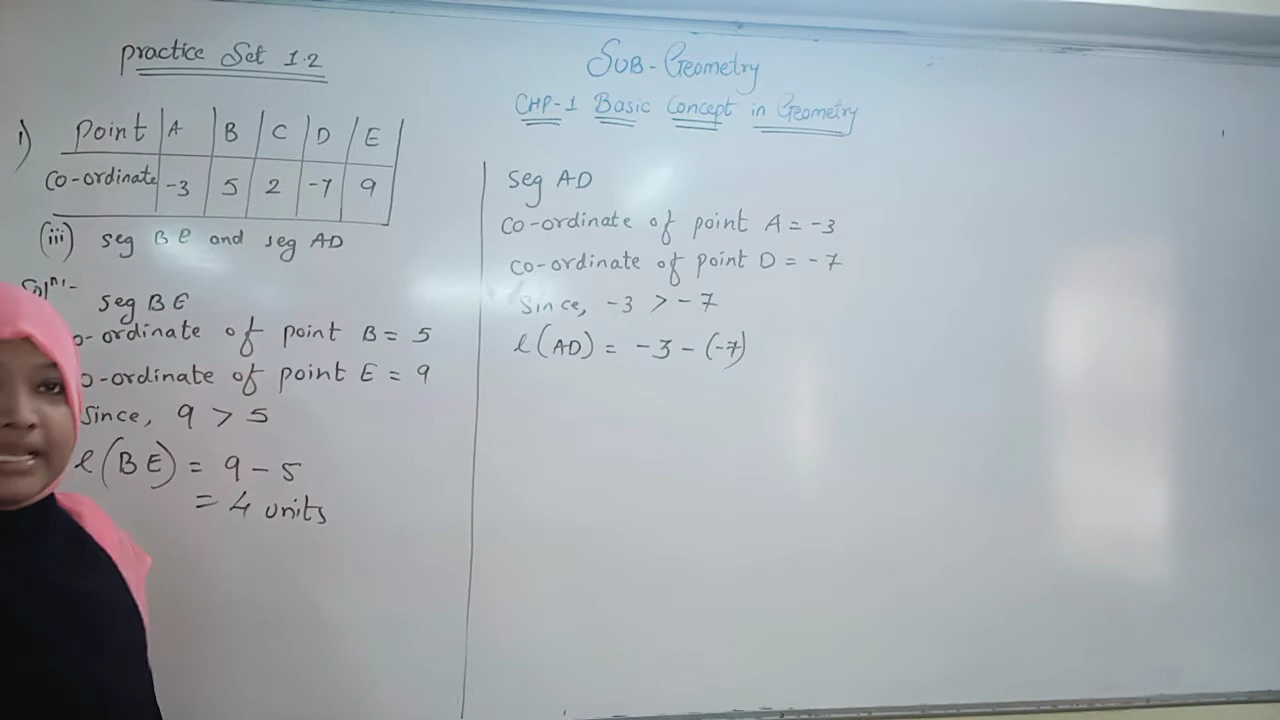 Practice Set 1.2
SUB - Geometry
CHP-1 Basic Concept in Geometry
i) Point A B C D E
Co-ordinate -3 5 2 -7 9
(iii) seg BE and seg AD
Soln:-
seg BE
o-ordinate of point B = 5
o-ordinate of point E = 9
Since, 9 > 5
l(BE) = 9 - 5
= 4 units
seg AD
Co-ordinate of point A = -3
Co-ordinate of point D = -7
Since, -3 > -7
l(AD) = -3 - (-7)